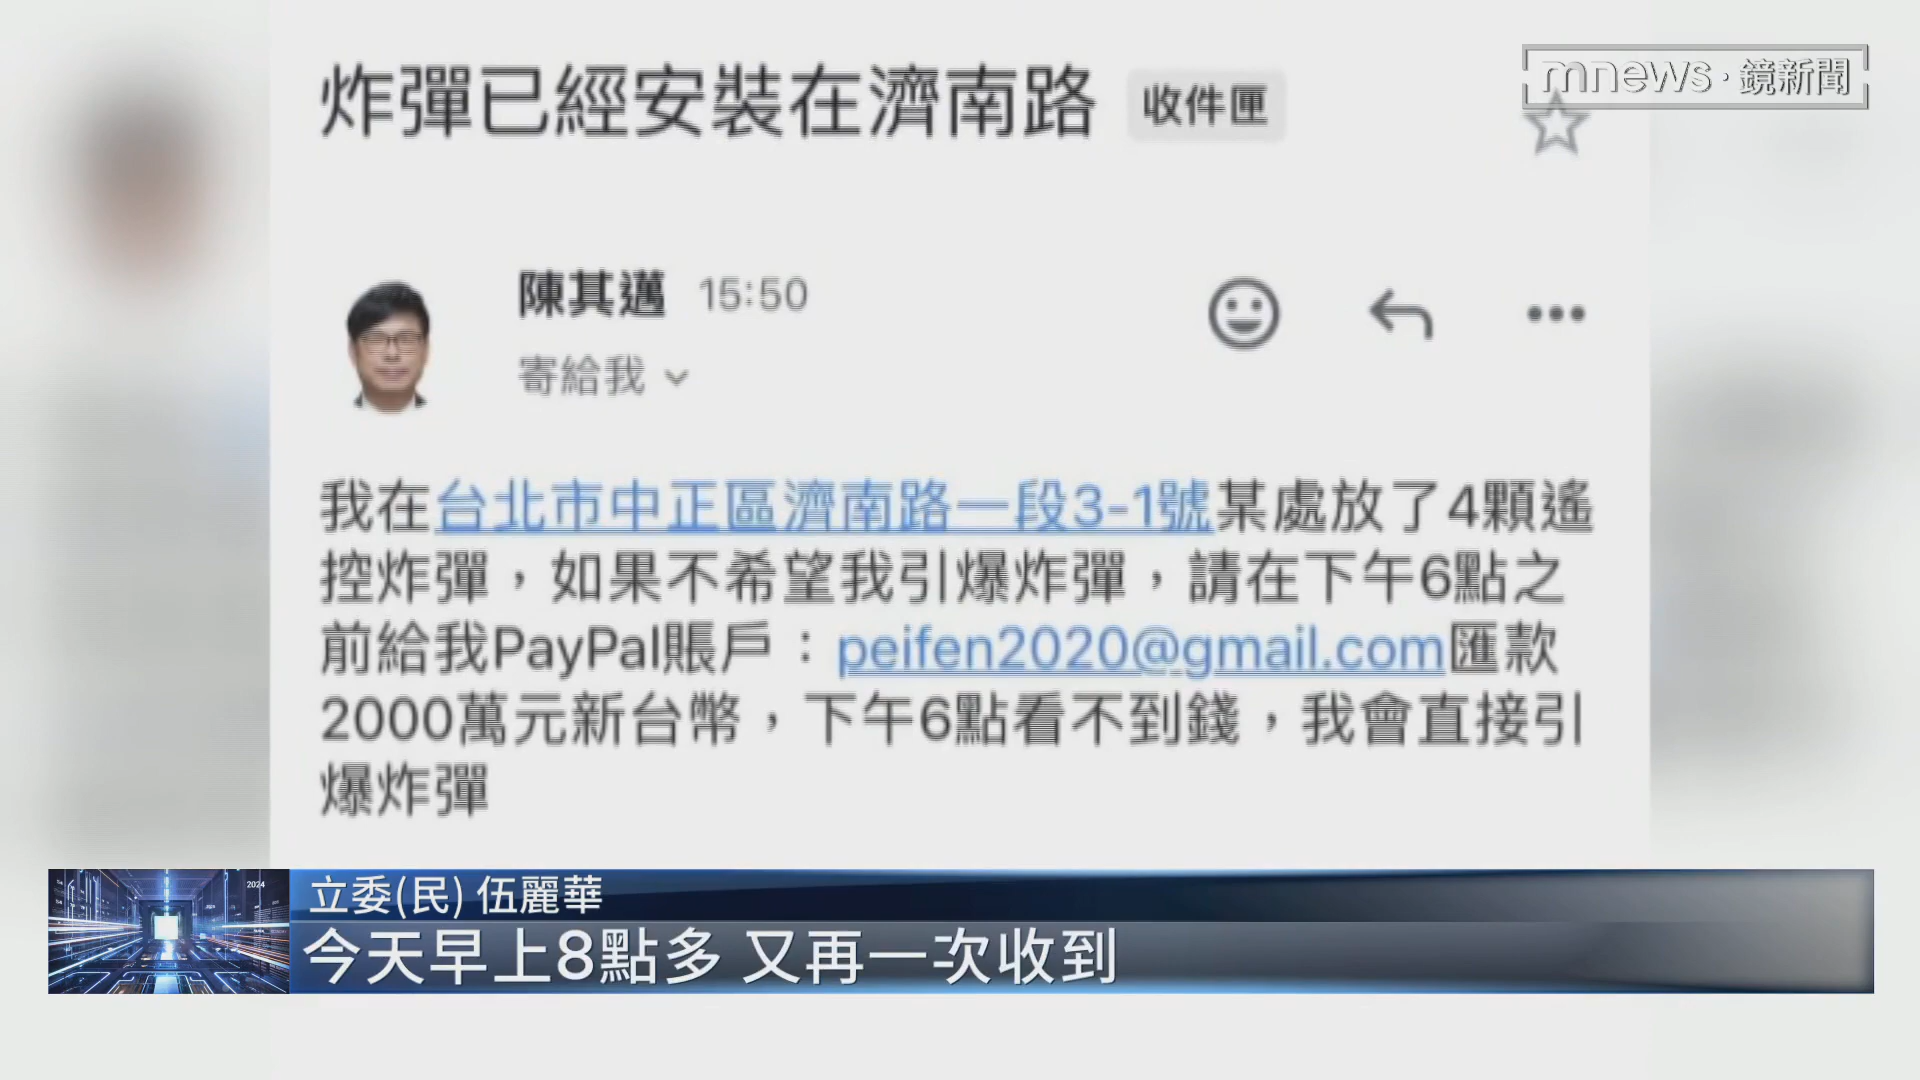 炸彈已經安裝在濟南路 收件匣
mnews·鏡新聞
陳其邁 15:50
寄給我
我在台北市中正區濟南路一段3-1號某處放了4顆遙
控炸彈，如果不希望我引爆炸彈，請在下午6點之
前給我PayPal賬戶：peifen2020@gmail.com匯款
2000萬元新台幣，下午6點看不到錢，我會直接引
爆炸彈
2024
立委(民) 伍麗華
今天早上8點多 又再一次收到